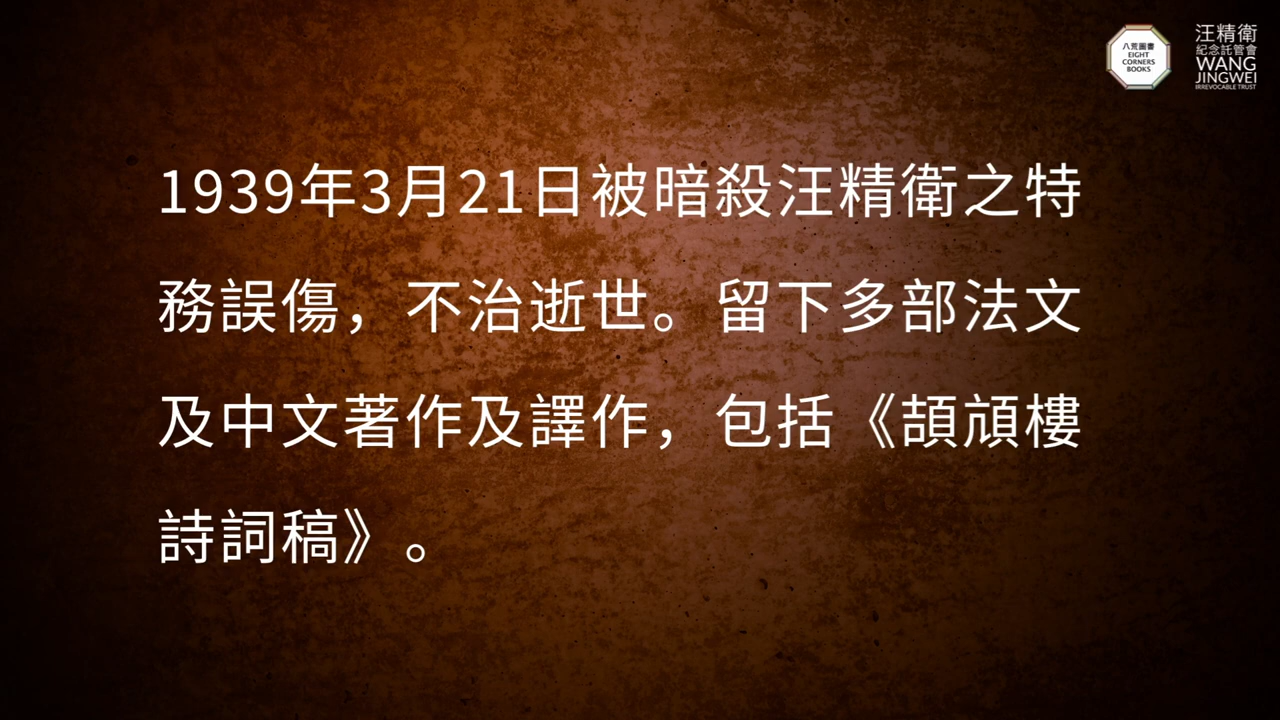 八荒圖書
EIGHT
CORNERS
BOOKS
汪精衛
紀念託管會
WANG
JINGWEI
IRREVOCABLE TRUST
1939年3月21日被暗殺汪精衛之特
務誤傷，不治逝世。留下多部法文
及中文著作及譯作，包括《頡頏樓
詩詞稿》。